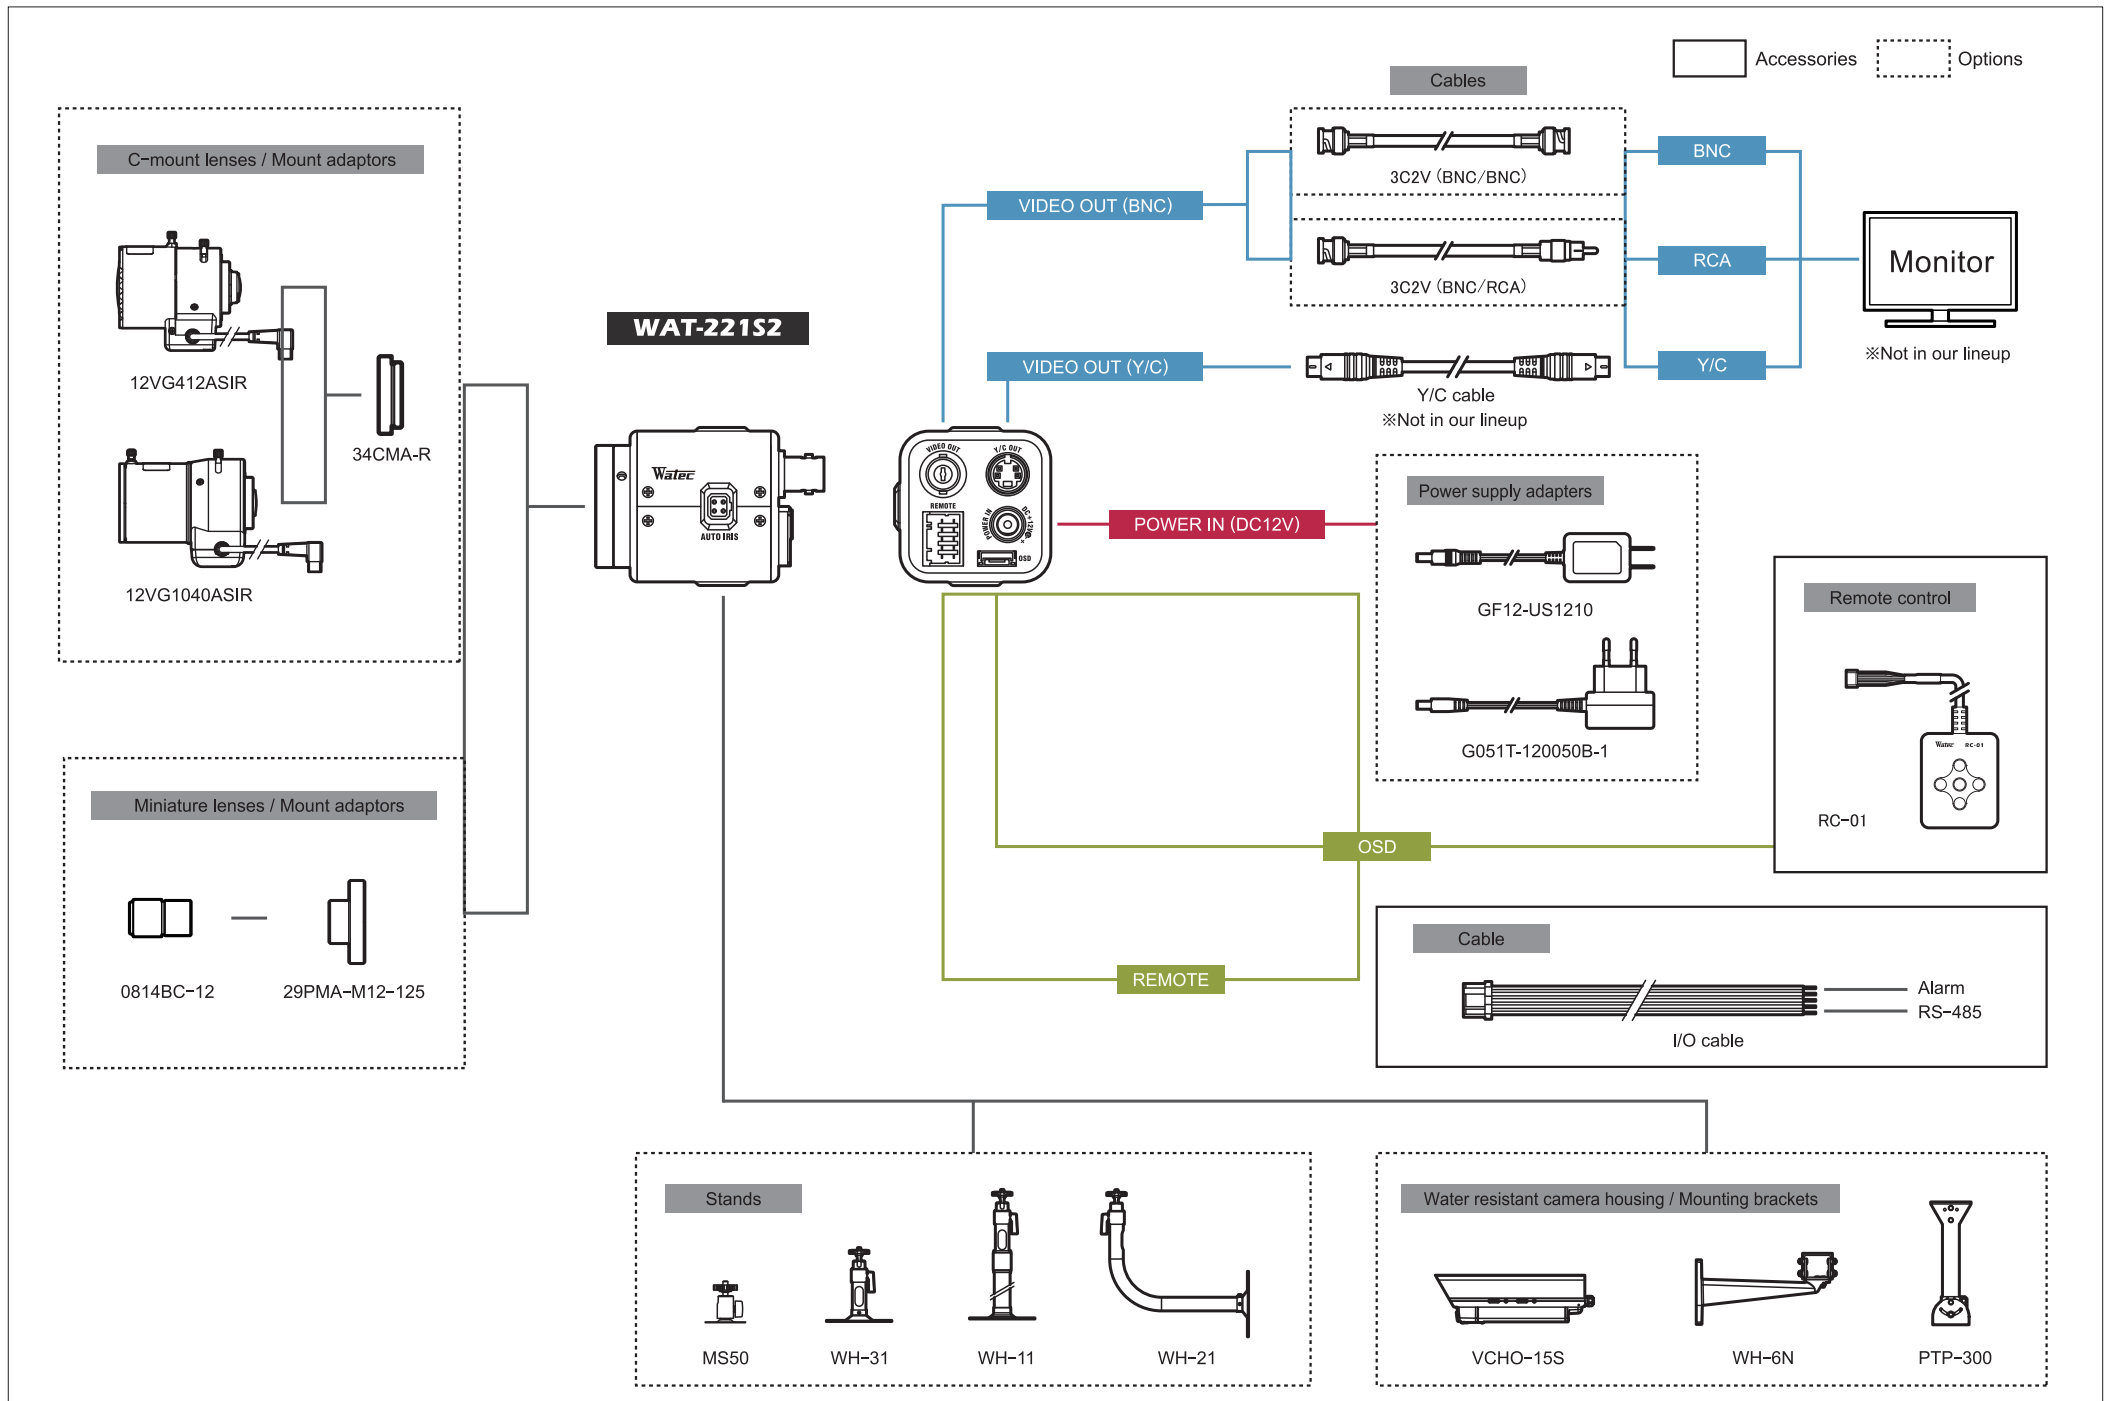 Accessories
Options
Cables
C-mount lenses / Mount adaptors
3C2V (BNC/BNC)
BNC
VIDEO OUT (BNC)
3C2V (BNC/RCA)
RCA
Monitor
※Not in our lineup
12VG412ASIR
34CMA-R
12VG1040ASIR
WAT-221S2
VIDEO OUT (Y/C)
Y/C cable
※Not in our lineup
Y/C
Watec
AUTO IRIS
VIDEO OUT
Y/C OUT
REMOTE
POWER IN
DC+12V
OSD
POWER IN (DC12V)
Power supply adapters
GF12-US1210
G051T-120050B-1
Remote control
Watec RC-01
RC-01
Miniature lenses / Mount adaptors
0814BC-12
29PMA-M12-125
OSD
REMOTE
Cable
Alarm
RS-485
I/O cable
Stands
MS50
WH-31
WH-11
WH-21
Water resistant camera housing / Mounting brackets
VCHO-15S
WH-6N
PTP-300